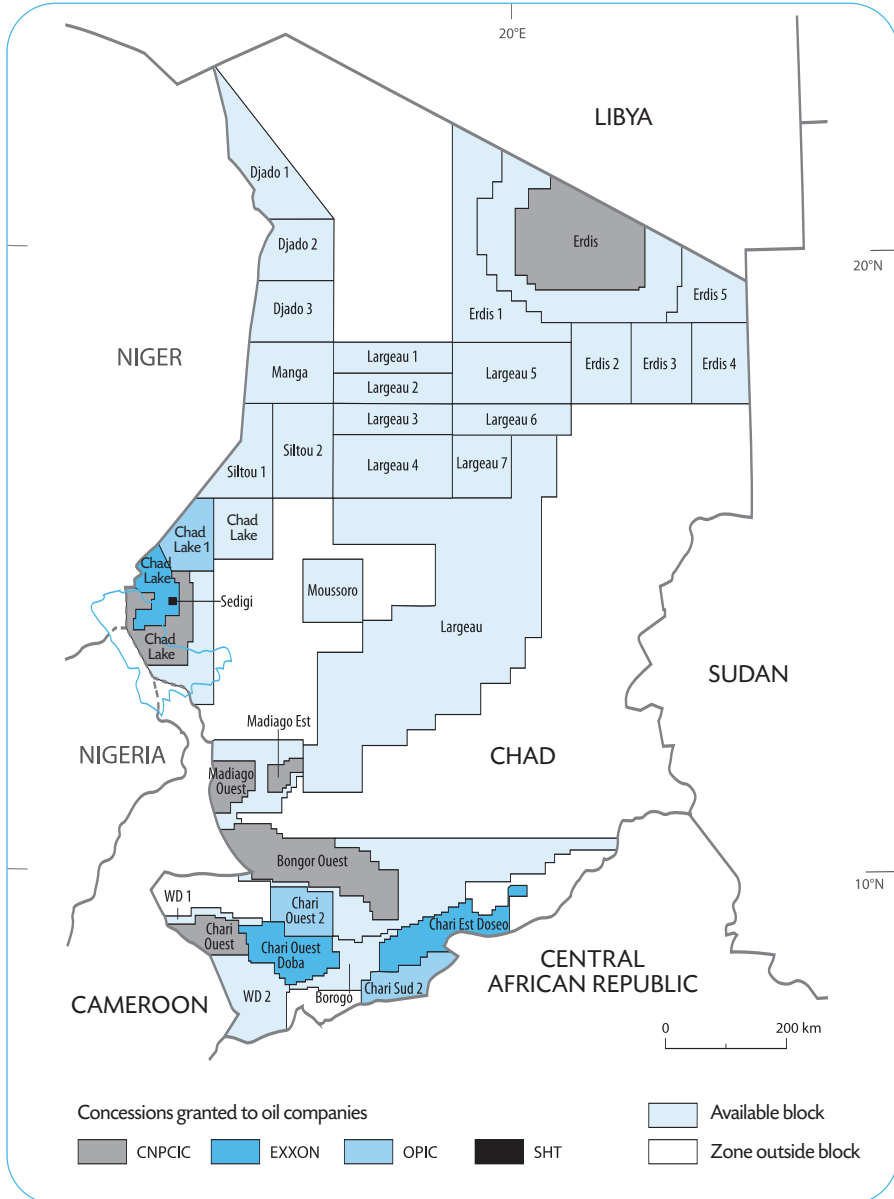 20°E
LIBYA
Djado 1
Djado 2
Erdis
20°N
Erdis 5
Djado 3
Erdis 1
NIGER
Largeau 1
Manga
Largeau 2
Largeau 5
Erdis 2
Erdis 3
Erdis 4
Largeau 3
Largeau 6
Siltou 2
Siltou 1
Largeau 4
Largeau 7
Chad
Lake 1
Chad
Lake
Chad
Lake
Sedigi
Moussoro
Largeau
Chad
Lake
SUDAN
Madiago Est
NIGERIA
CHAD
Madiago
Ouest
Bongor Ouest
10°N
WD 1
Chari
Ouest 2
Chari
Ouest
Chari Est Doseo
Chari Ouest
Doba
CENTRAL
AFRICAN REPUBLIC
CAMEROON
WD 2
Borogo
Chari Sud 2
0
200 km
Concessions granted to oil companies
CNPCIC
EXXON
OPIC
SHT
Available block
Zone outside block